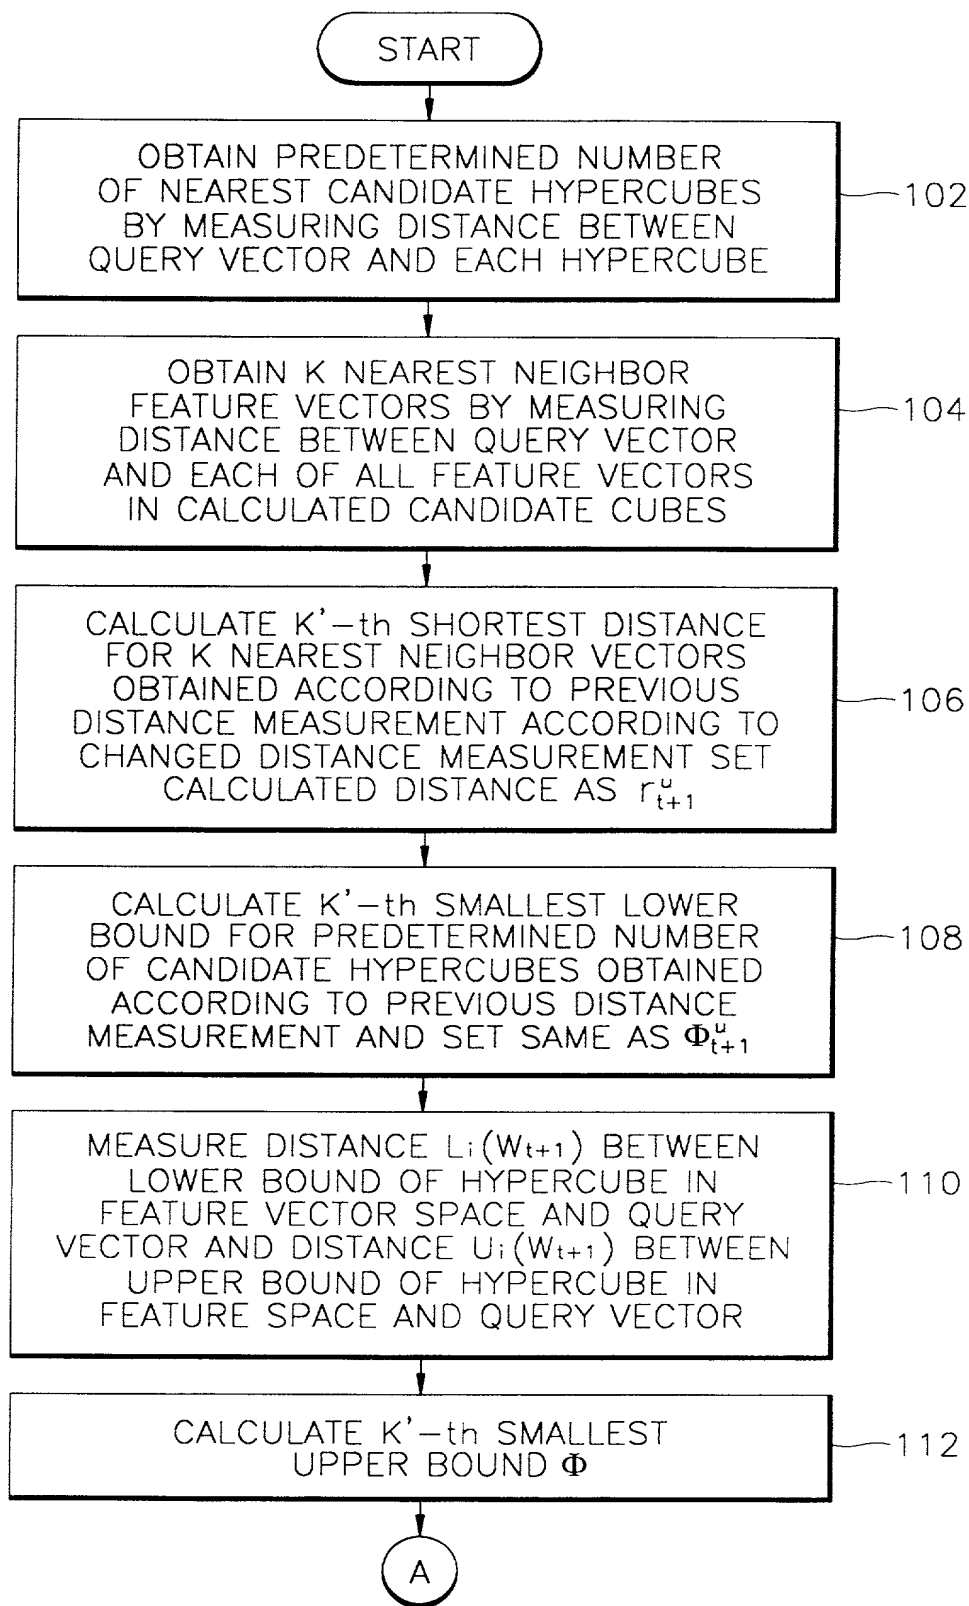 START
OBTAIN PREDETERMINED NUMBER
OF NEAREST CANDIDATE HYPERCUBES
BY MEASURING DISTANCE BETWEEN
QUERY VECTOR AND EACH HYPERCUBE
102
OBTAIN K NEAREST NEIGHBOR
FEATURE VECTORS BY MEASURING
DISTANCE BETWEEN QUERY VECTOR
AND EACH OF ALL FEATURE VECTORS
IN CALCULATED CANDIDATE CUBES
104
CALCULATE K'-th SHORTEST DISTANCE
FOR K NEAREST NEIGHBOR VECTORS
OBTAINED ACCORDING TO PREVIOUS
DISTANCE MEASUREMENT ACCORDING TO
CHANGED DISTANCE MEASUREMENT SET
CALCULATED DISTANCE AS r^u_{t+1}
106
CALCULATE K'-th SMALLEST LOWER
BOUND FOR PREDETERMINED NUMBER
OF CANDIDATE HYPERCUBES OBTAINED
ACCORDING TO PREVIOUS DISTANCE
MEASUREMENT AND SET SAME AS Φ^u_{t+1}
108
MEASURE DISTANCE L_i(W_{t+1}) BETWEEN
LOWER BOUND OF HYPERCUBE IN
FEATURE VECTOR SPACE AND QUERY
VECTOR AND DISTANCE U_i(W_{t+1}) BETWEEN
UPPER BOUND OF HYPERCUBE IN
FEATURE SPACE AND QUERY VECTOR
110
CALCULATE K'-th SMALLEST
UPPER BOUND Φ
112
A